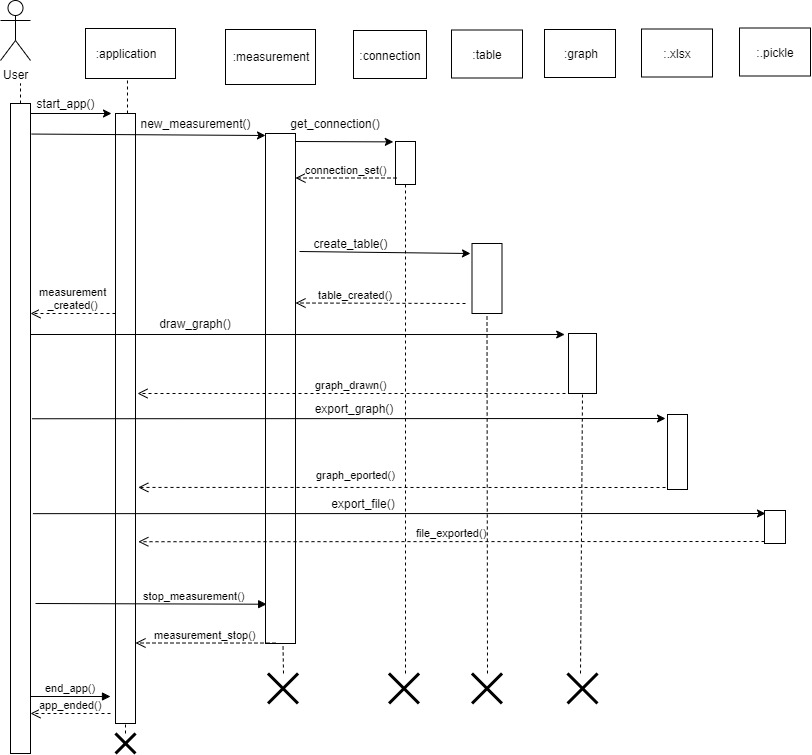 User
:application
:measurement
:connection
:table
:graph
:.xlsx
:.pickle
start_app()
new_measurement()
get_connection()
connection_set()
create_table()
measurement
_created()
table_created()
draw_graph()
graph_drawn()
export_graph()
graph_eported()
export_file()
file_exported()
stop_measurement()
measurement_stop()
end_app()
app_ended()